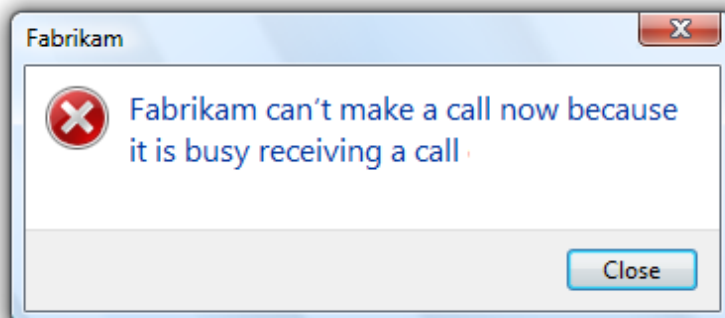 Fabrikam
Fabrikam can't make a call now because
it is busy receiving a call
Close